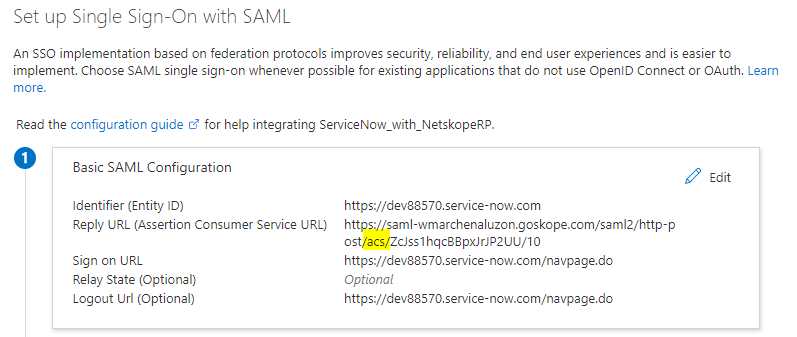 Set up Single Sign-On with SAML
An SSO implementation based on federation protocols improves security, reliability, and end user experiences and is easier to
implement. Choose SAML single sign-on whenever possible for existing applications that do not use OpenID Connect or OAuth. Learn
more.
Read the configuration guide for help integrating ServiceNow_with_NetskopeRP.
1
Basic SAML Configuration
Edit
Identifier (Entity ID) https://dev88570.service-now.com
Reply URL (Assertion Consumer Service URL) https://saml-wmarchenaluzon.goskope.com/saml2/http-p
ost/acs/ZcJss1hqcBBpxJrJP2UU/10
Sign on URL https://dev88570.service-now.com/navpage.do
Relay State (Optional) Optional
Logout Url (Optional) https://dev88570.service-now.com/navpage.do